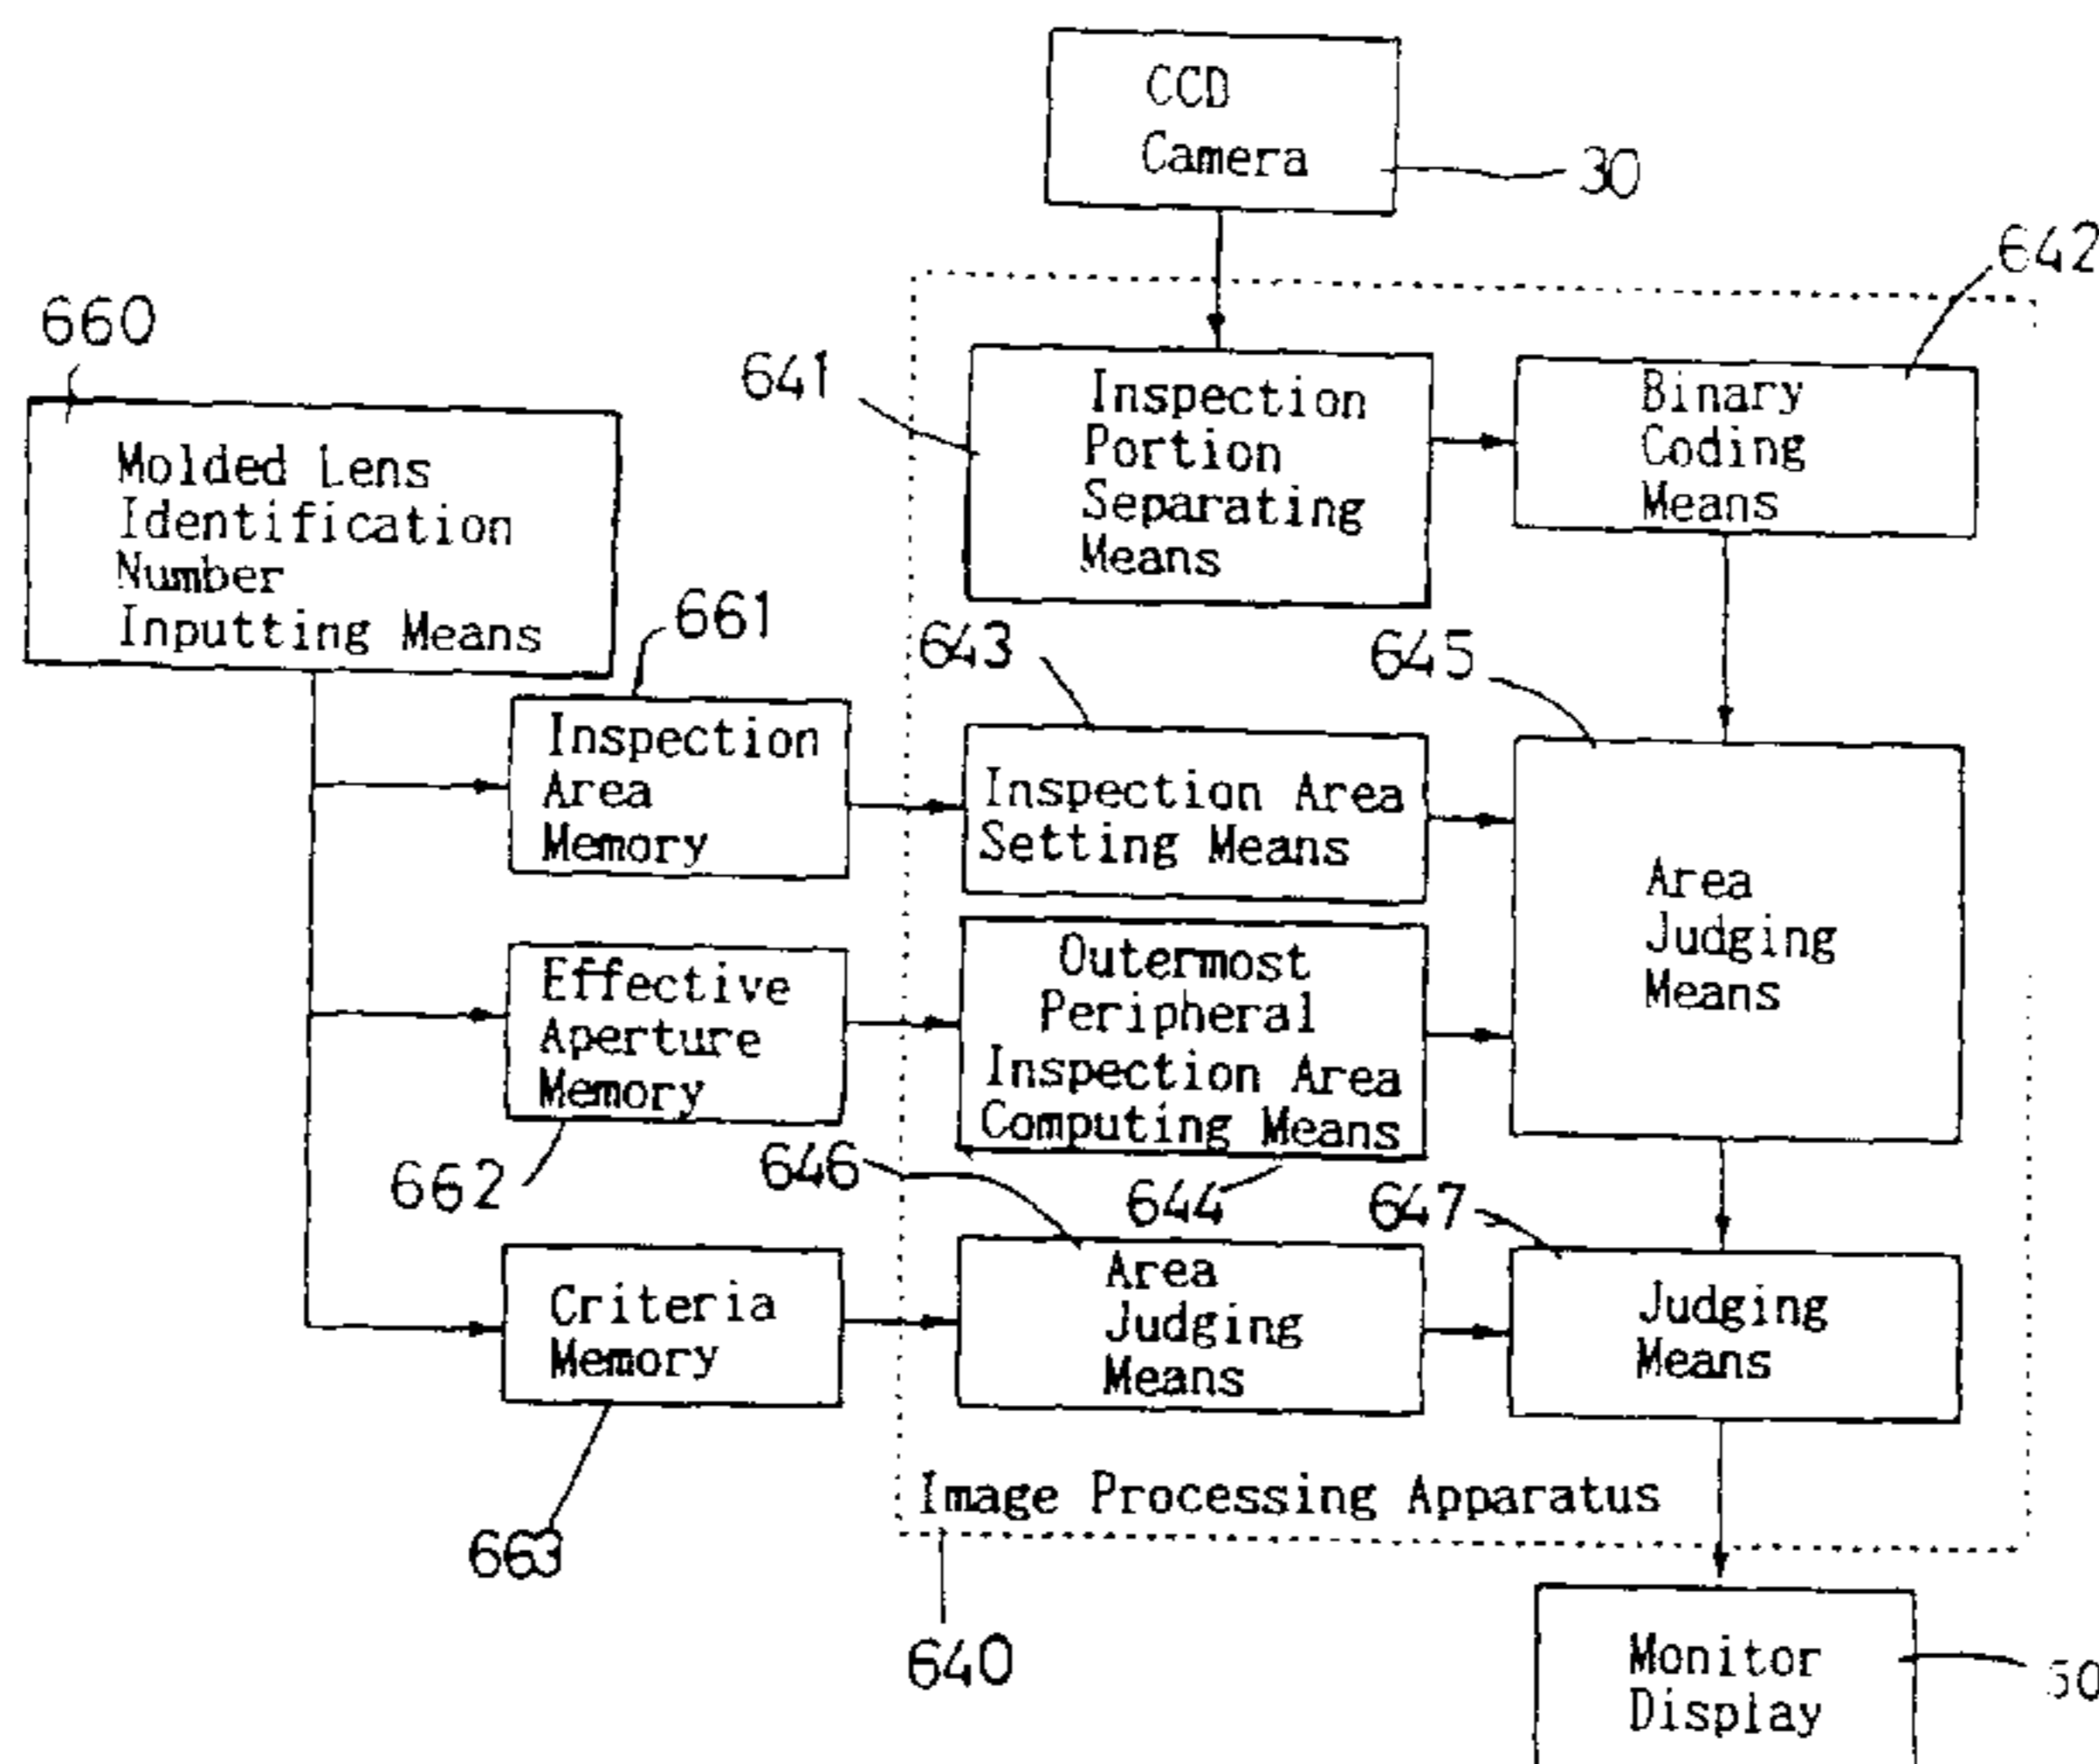 CCD
Camera
30
642
660
641
Inspection
Portion
Separating
Means
Binary
Coding
Means
Molded Lens
Identification
Number
Inputting Means
661
643
645
Inspection
Area
Memory
Inspection Area
Setting Means
Area
Judging
Means
Effective
Aperture
Memory
Outermost
Peripheral
Inspection Area
Computing Means
662
646
644
647
Criteria
Memory
Area
Judging
Means
Judging
Means
663
Image Processing Apparatus
640
Monitor
Display
50